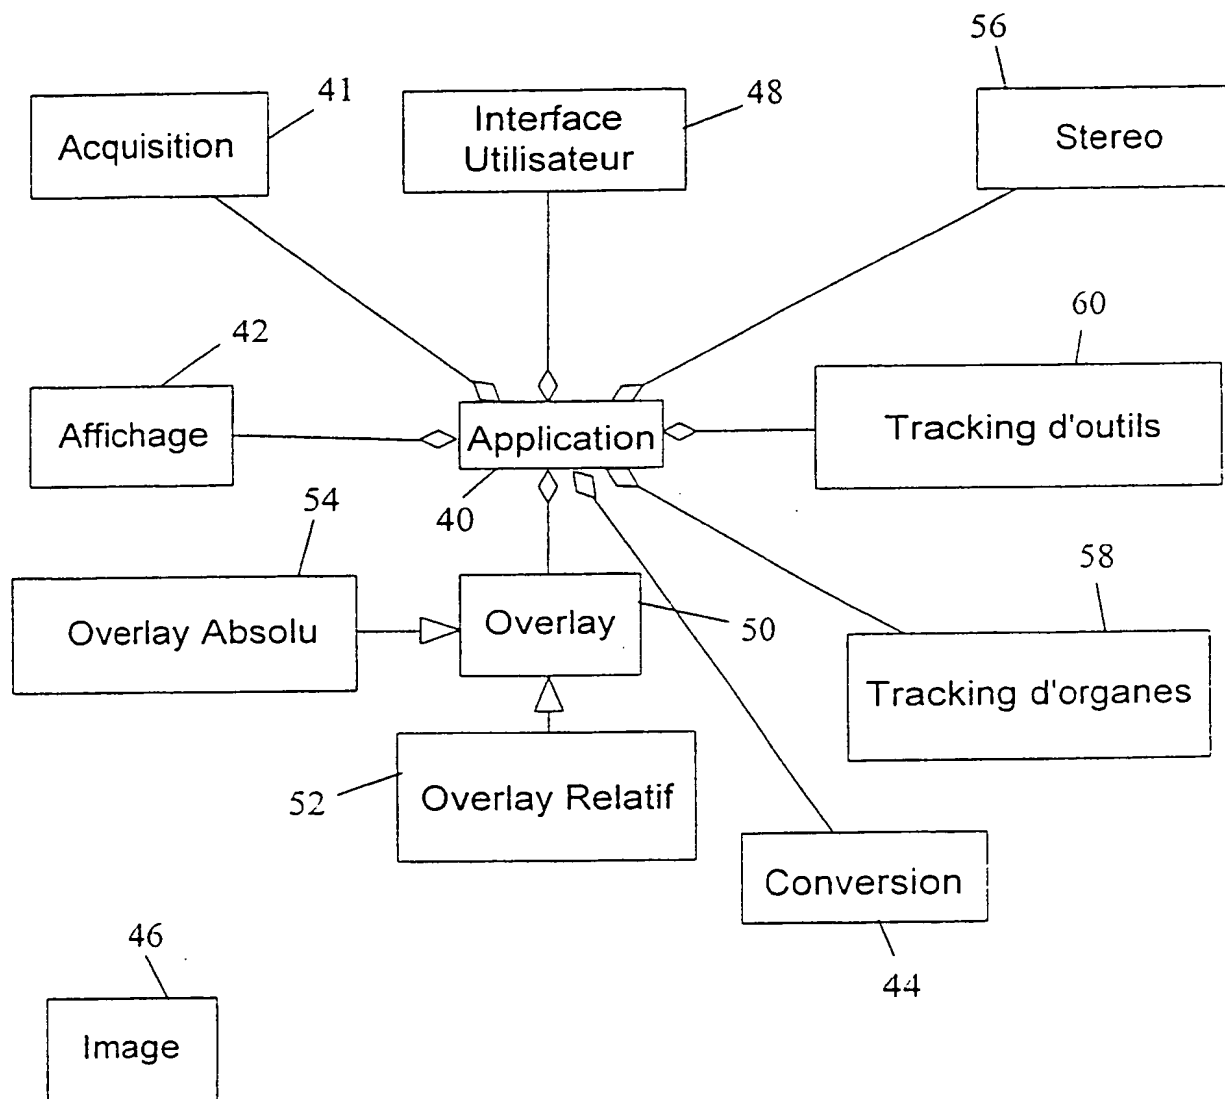 56
41
48
Acquisition
Interface
Utilisateur
Stereo
42
60
Affichage
Application
Tracking d'outils
40
54
58
Overlay Absolu
Overlay
50
Tracking d'organes
52
Overlay Relatif
Conversion
44
46
Image